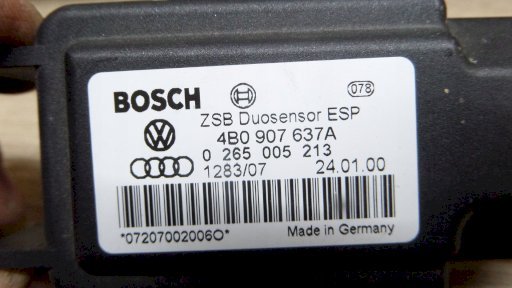 BOSCH
078
ZSB Duosensor ESP
4B0 907 637A
0 265 005 213
1283/07 24.01.00
*07207002006O*
Made in Germany